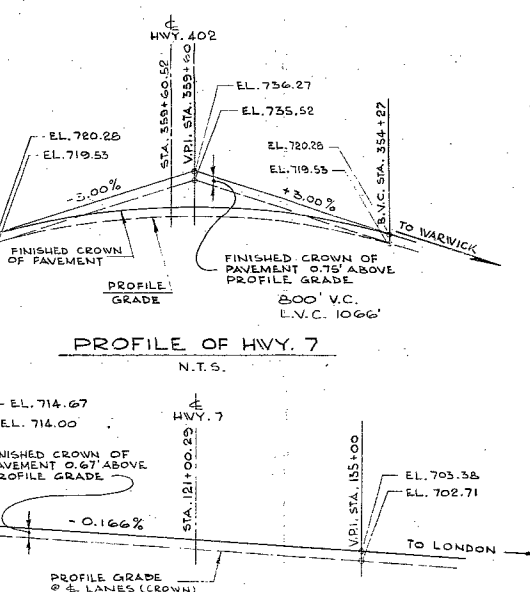 ℄
HWY. 402
STA. 359+60.52
V.P.I. STA. 359+60
EL. 736.27
EL. 735.52
EL. 720.28
EL. 719.53
EL. 720.28
EL. 719.53
B.V.C. STA. 354+27
-3.00%
+3.00%
TO WARWICK
FINISHED CROWN
OF PAVEMENT
PROFILE
GRADE
FINISHED CROWN OF
PAVEMENT 0.75' ABOVE
PROFILE GRADE
800' V.C.
L.V.C. 1066'
PROFILE OF HWY. 7
N.T.S.
EL. 714.67
EL. 714.00
℄
HWY. 7
NISHED CROWN OF
AVEMENT 0.67' ABOVE
ROFILE GRADE
STA. 121+00.29
V.P.I. STA. 135+00
EL. 703.38
EL. 702.71
- 0.166%
TO LONDON
PROFILE GRADE
@ ℄ LANES (CROWN)